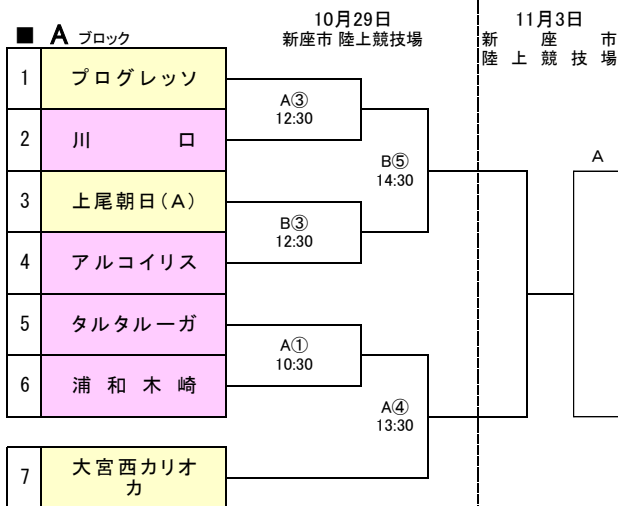 10月29日
新座市 陸上競技場
11月3日
新座市
陸上競技場
■ A ブロック
1 プログレッソ
A③
12:30
2 川口
B⑤
14:30
A
3 上尾朝日(A)
B③
12:30
4 アルコイリス
5 タルタルーガ
A①
10:30
6 浦和木崎
A④
13:30
7 大宮西カリオ
カ